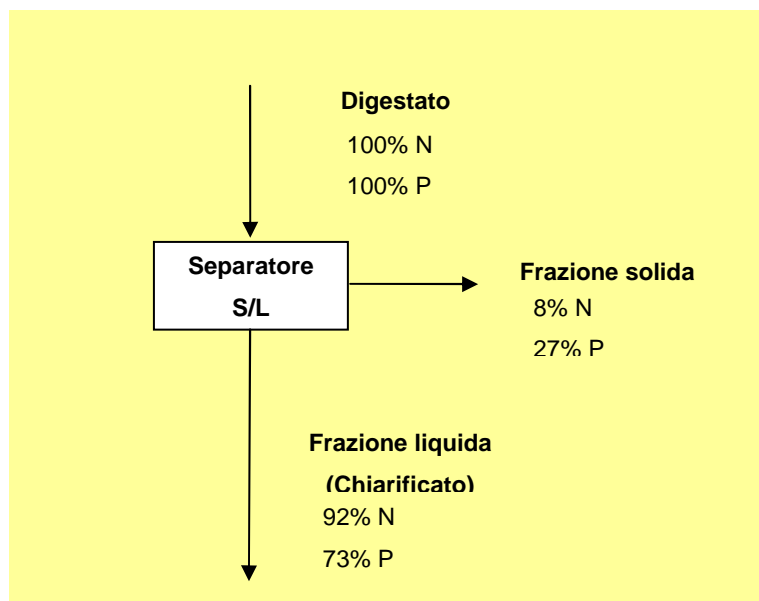 Digestato
100% N
100% P
Separatore
S/L
Frazione solida
8% N
27% P
Frazione liquida
(Chiarificato)
92% N
73% P